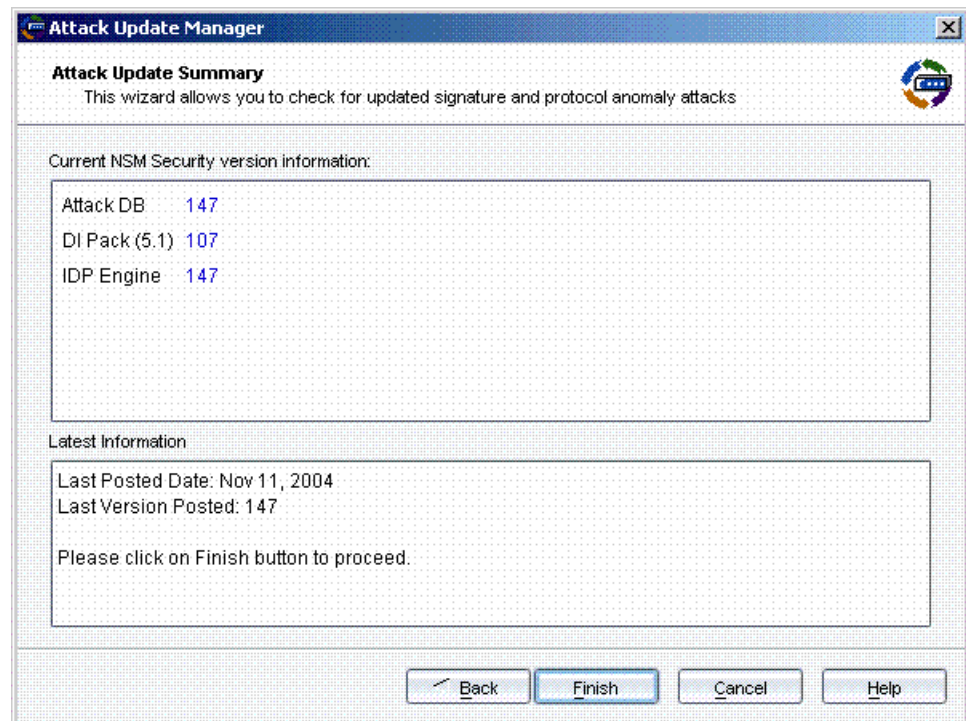 Attack Update Manager
Attack Update Summary
This wizard allows you to check for updated signature and protocol anomaly attacks
Current NSM Security version information:
Attack DB 147
DI Pack (5.1) 107
IDP Engine 147
Latest Information
Last Posted Date: Nov 11, 2004
Last Version Posted: 147
Please click on Finish button to proceed.
Back Finish Cancel Help